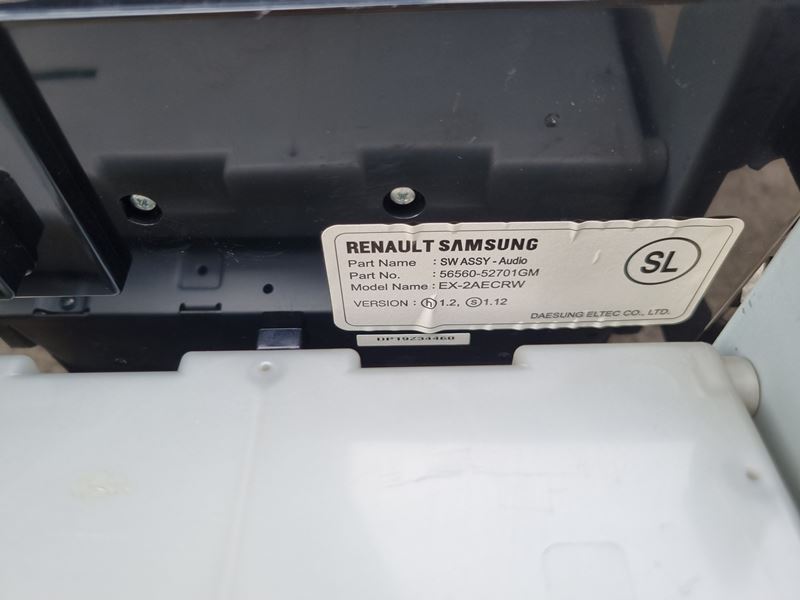 RENAULT SAMSUNG
Part Name : SW ASSY - Audio
Part No. : 56560-52701GM
Model Name : EX-2AECRW
VERSION : ⓗ1.2, ⓢ1.12
SL
DAESUNG ELTEC CO., LTD.
DP19Z34460